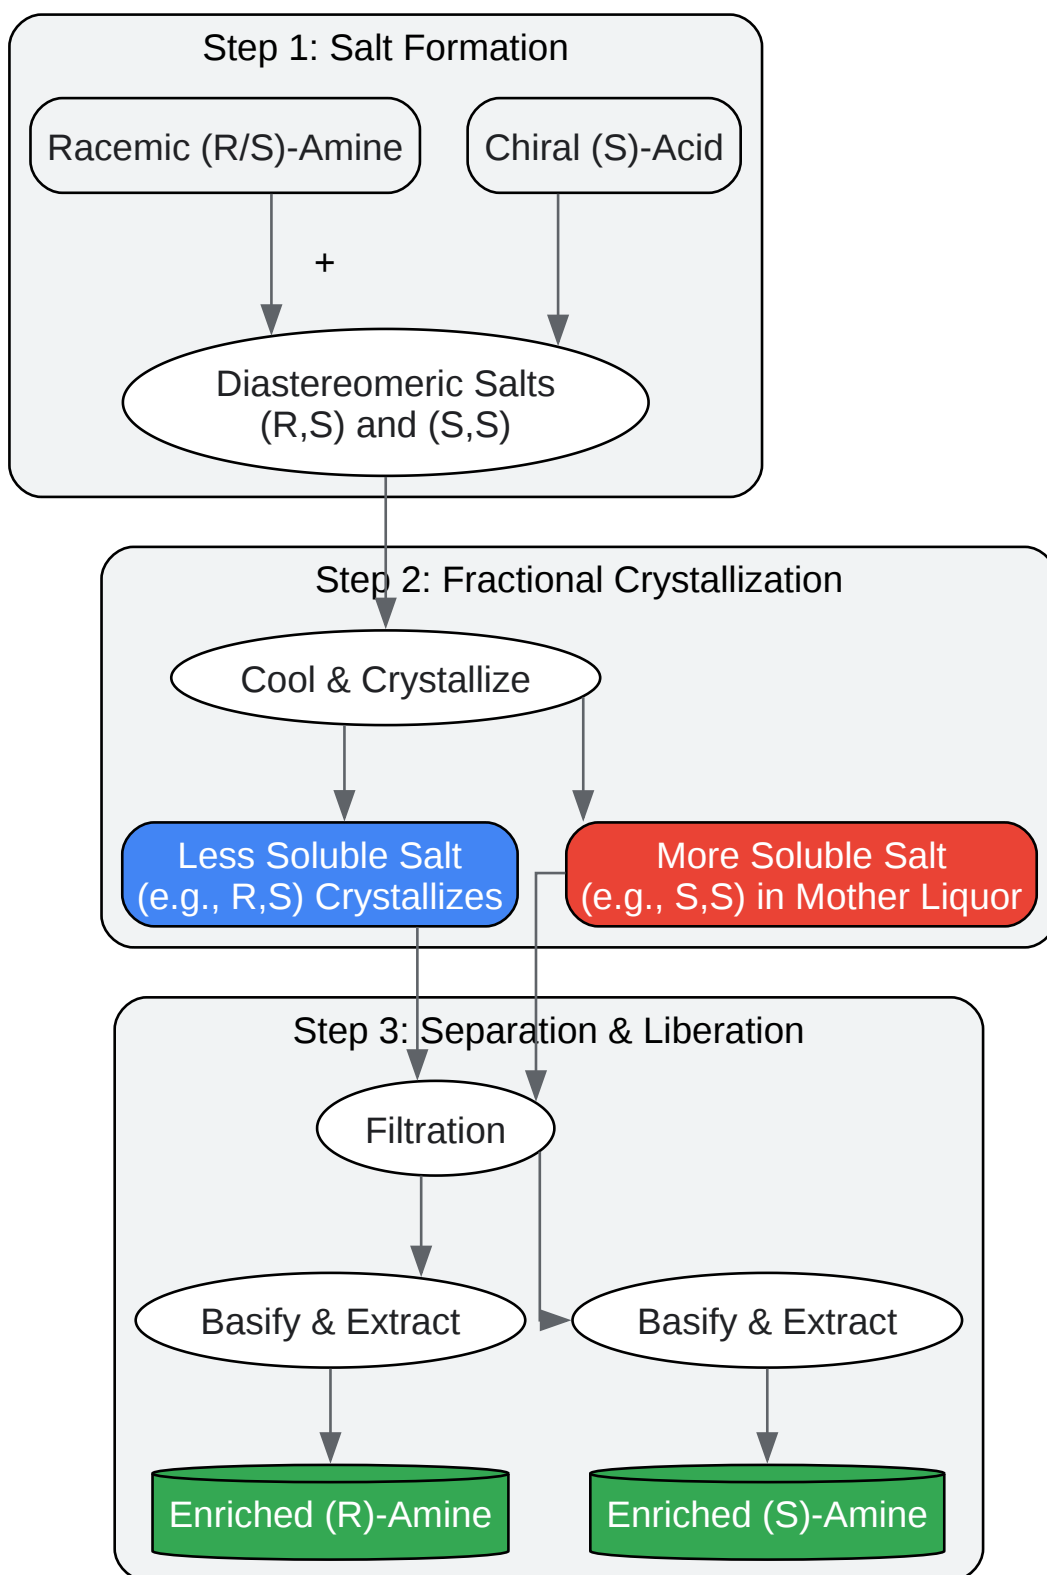 Step 1: Salt Formation
Racemic (R/S)-Amine
Chiral (S)-Acid
+
Diastereomeric Salts
(R,S) and (S,S)
Step 2: Fractional Crystallization
Cool & Crystallize
Less Soluble Salt
(e.g., R,S) Crystallizes
More Soluble Salt
(e.g., S,S) in Mother Liquor
Step 3: Separation & Liberation
Filtration
Basify & Extract
Basify & Extract
Enriched (R)-Amine
Enriched (S)-Amine